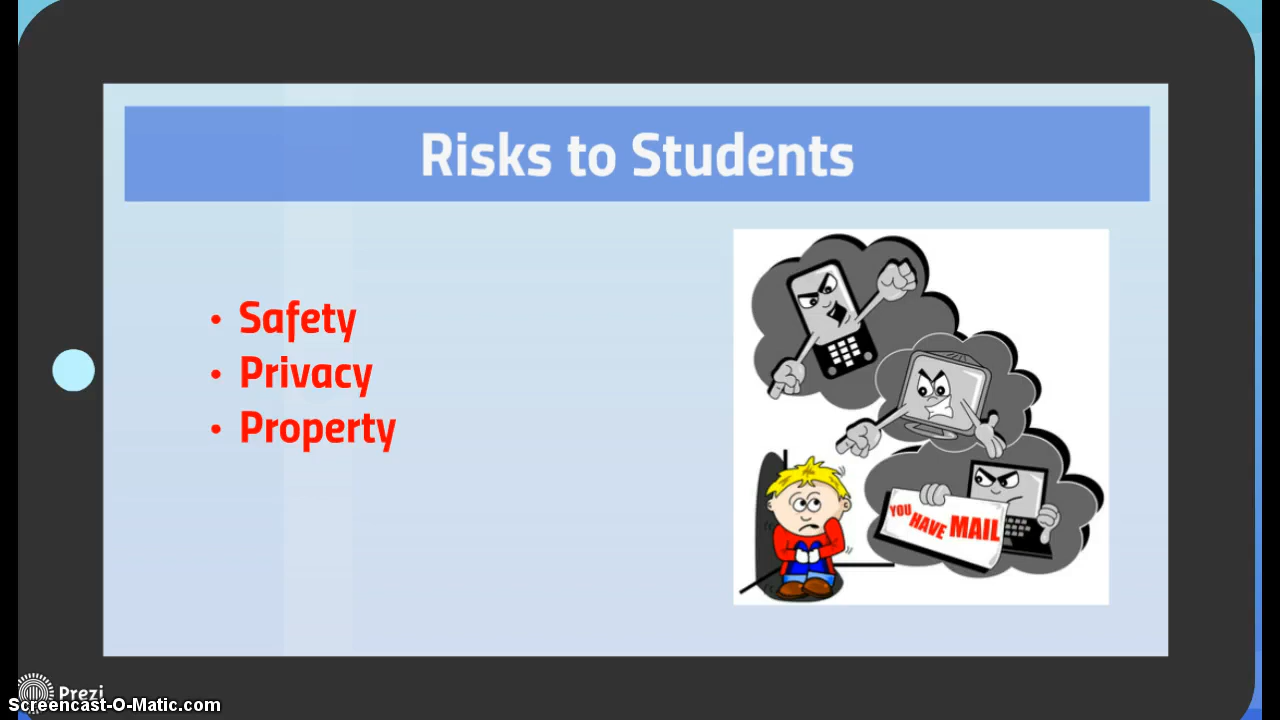 Risks to Students
• Safety
• Privacy
• Property
YOU HAVE MAIL
Prezi
Screencast-O-Matic.com